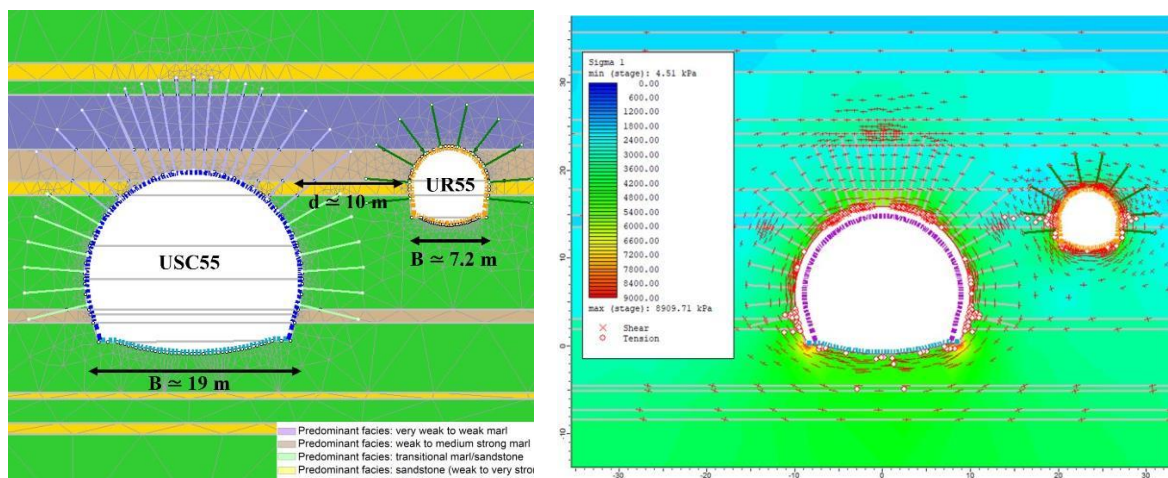 UR55
d ≃ 10 m
USC55
B ≃ 7.2 m
B ≃ 19 m
Predominant facies: very weak to weak marl
Predominant facies: weak to medium strong marl
Predominant facies: transitional marl/sandstone
Predominant facies: sandstone (weak to very stro
Sigma 1
min (stage): 4.51 kPa
0.00
600.00
1200.00
1800.00
2400.00
3000.00
3600.00
4200.00
4800.00
5400.00
6000.00
6600.00
7200.00
7800.00
8400.00
9000.00
max (stage): 8909.71 kPa
Shear
Tension
30
20
10
0
-10
-30
-20
-10
0
10
20
30